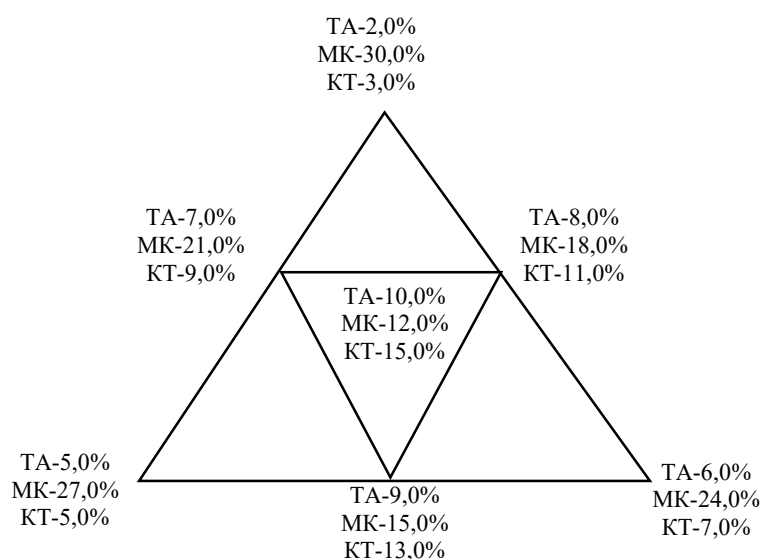 ТА-2,0%
МК-30,0%
КТ-3,0%
ТА-7,0%
МК-21,0%
КТ-9,0%
ТА-8,0%
МК-18,0%
КТ-11,0%
ТА-10,0%
МК-12,0%
КТ-15,0%
ТА-5,0%
МК-27,0%
КТ-5,0%
ТА-9,0%
МК-15,0%
КТ-13,0%
ТА-6,0%
МК-24,0%
КТ-7,0%